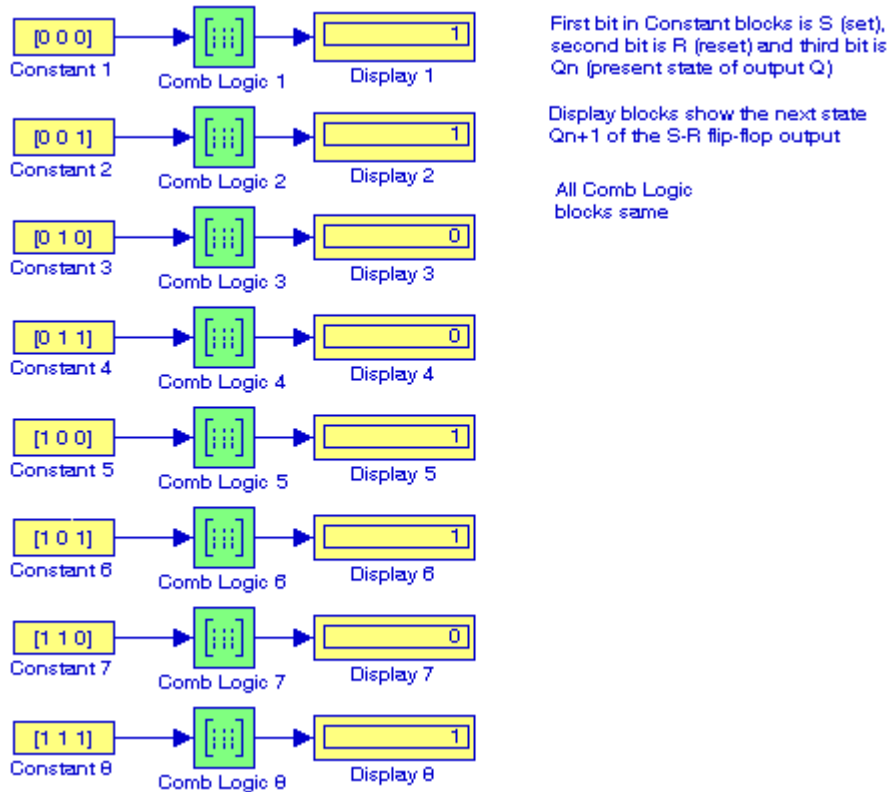 [0 0 0]
Constant 1
Comb Logic 1
1
Display 1
First bit in Constant blocks is S (set),
second bit is R (reset) and third bit is
Qn (present state of output Q)
Display blocks show the next state
Qn+1 of the S-R flip-flop output
All Comb Logic
blocks same
[0 0 1]
Constant 2
Comb Logic 2
1
Display 2
[0 1 0]
Constant 3
Comb Logic 3
0
Display 3
[0 1 1]
Constant 4
Comb Logic 4
0
Display 4
[1 0 0]
Constant 5
Comb Logic 5
1
Display 5
[1 0 1]
Constant 6
Comb Logic 6
1
Display 6
[1 1 0]
Constant 7
Comb Logic 7
0
Display 7
[1 1 1]
Constant 8
Comb Logic 8
1
Display 8